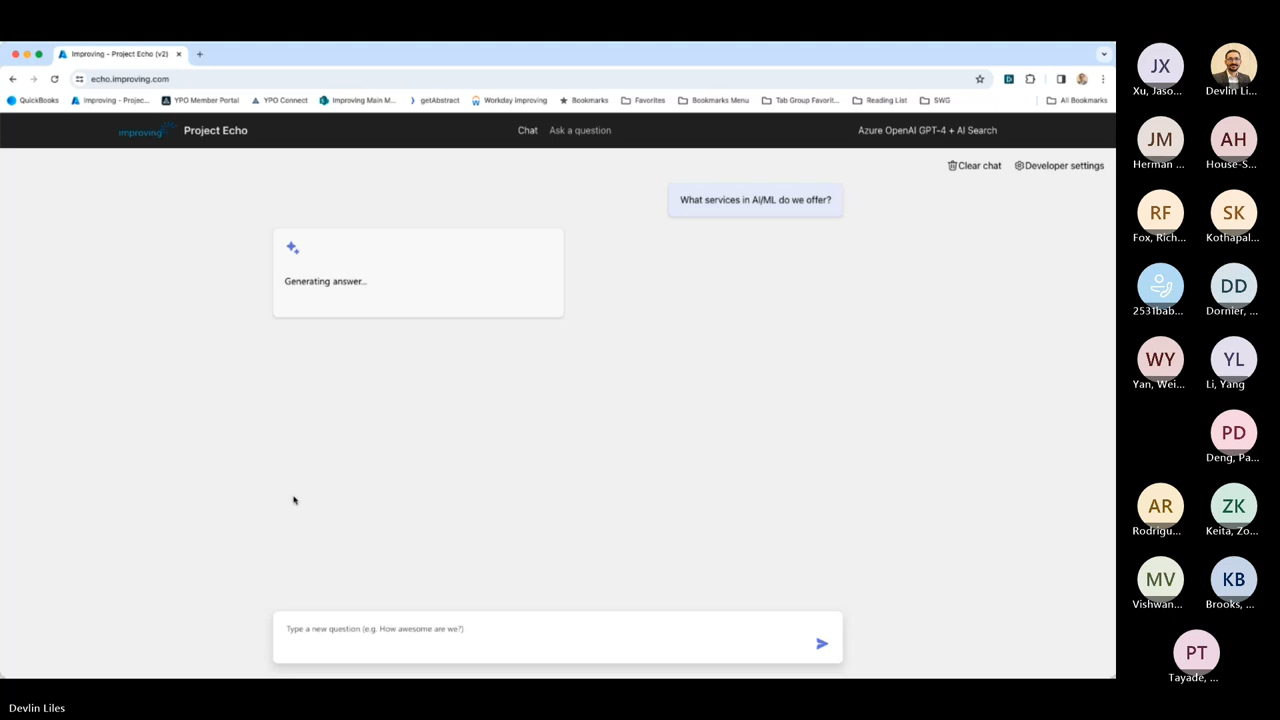 Improving - Project Echo (v2)
echo.improving.com
QuickBooks Improving - Projec... YPO Member Portal YPO Connect Improving Main M... getAbstract Workday improving Bookmarks Favorites Bookmarks Menu Tab Group Favorit... Reading List SWG All Bookmarks
improving Project Echo Chat Ask a question Azure OpenAI GPT-4 + AI Search
Clear chat Developer settings
What services in AI/ML do we offer?
Generating answer...
Type a new question (e.g. How awesome are we?)
JX
Xu, Jaso...
Devlin Li...
JM AH
Herman ... House-S...
RF SK
Fox, Rich... Kothapal...
DD
2531bab... Dornier, ...
WY YL
Yan, Wei... Li, Yang
PD
Deng, Pa...
AR ZK
Rodrigu... Keita, Zo...
MV KB
Vishwan... Brooks, ...
PT
Tayade, ...
Devlin Liles